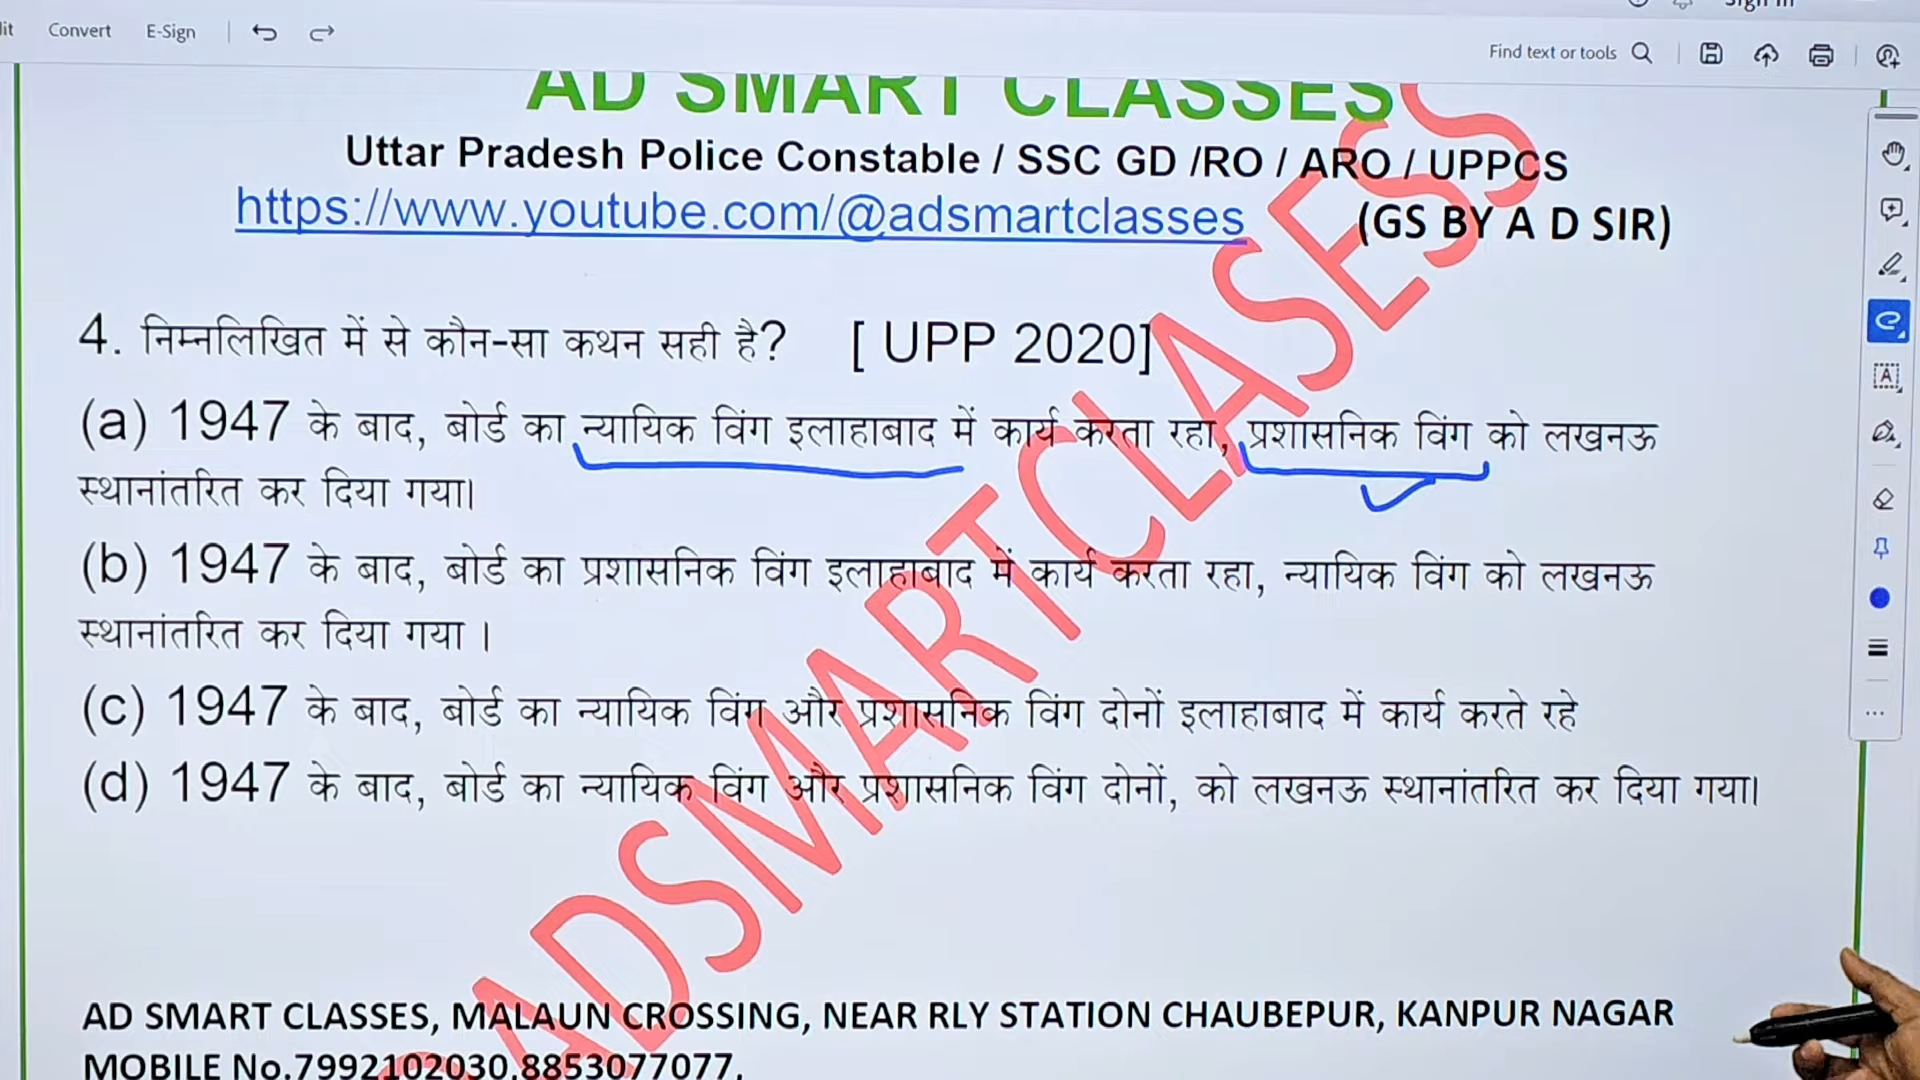 Convert E-Sign
Find text or tools
AD SMART CLASSES
Uttar Pradesh Police Constable / SSC GD /RO / ARO / UPPCS
https://www.youtube.com/@adsmartclasses (GS BY A D SIR)
4. निम्नलिखित में से कौन-सा कथन सही है? [ UPP 2020]
(a) 1947 के बाद, बोर्ड का न्यायिक विंग इलाहाबाद में कार्य करता रहा, प्रशासनिक विंग को लखनऊ
स्थानांतरित कर दिया गया।
(b) 1947 के बाद, बोर्ड का प्रशासनिक विंग इलाहाबाद में कार्य करता रहा, न्यायिक विंग को लखनऊ
स्थानांतरित कर दिया गया ।
(c) 1947 के बाद, बोर्ड का न्यायिक विंग और प्रशासनिक विंग दोनों इलाहाबाद में कार्य करते रहे
(d) 1947 के बाद, बोर्ड का न्यायिक विंग और प्रशासनिक विंग दोनों, को लखनऊ स्थानांतरित कर दिया गया।
ADSMARTCLASSES
AD SMART CLASSES, MALAUN CROSSING, NEAR RLY STATION CHAUBEPUR, KANPUR NAGAR
MOBILE No.7992102030,8853077077,